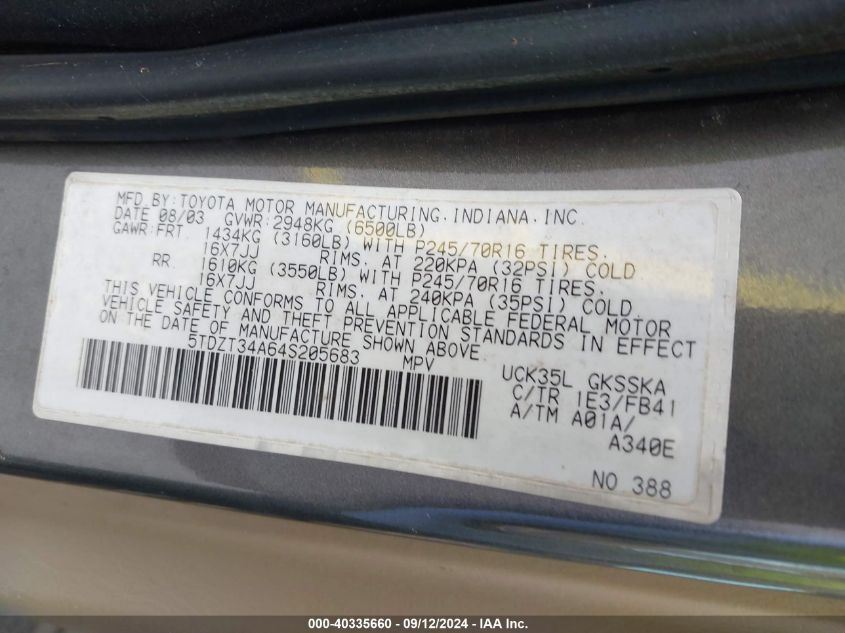 MFD BY:TOYOTA MOTOR MANUFACTURING,INDIANA,INC.
DATE 08/03 GVWR:2948KG (6500LB)
GAWR:FRT 1434KG (3160LB) WITH P245/70R16 TIRES.
16X7JJ RIMS. AT 220KPA (32PSI) COLD
RR 1610KG (3550LB) WITH P245/70R16 TIRES.
16X7JJ RIMS. AT 240KPA (35PSI) COLD.
THIS VEHICLE CONFORMS TO ALL APPLICABLE FEDERAL MOTOR
VEHICLE SAFETY AND THEFT PREVENTION STANDARDS IN EFFECT
ON THE DATE OF MANUFACTURE SHOWN ABOVE.
5TDZT34A64S205683 MPV
UCK35L GKSSKA
C/TR 1E3/FB41
A/TM A01A/
A340E
NO 388
000-40335660 - 09/12/2024 - IAA Inc.